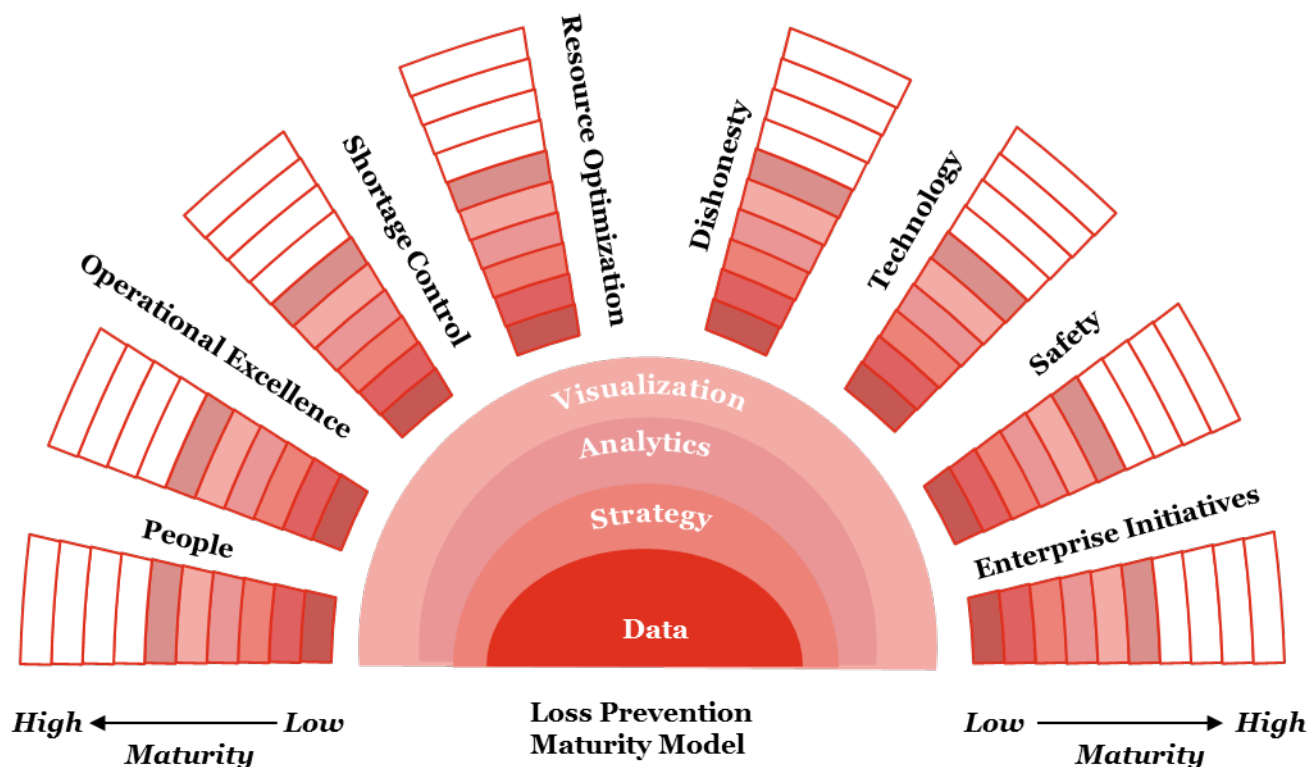 Resource Optimization
Dishonesty
Shortage Control
Technology
Operational Excellence
Safety
People
Enterprise Initiatives
Visualization
Analytics
Strategy
Data
High Low
Maturity
Loss Prevention
Maturity Model
Low High
Maturity